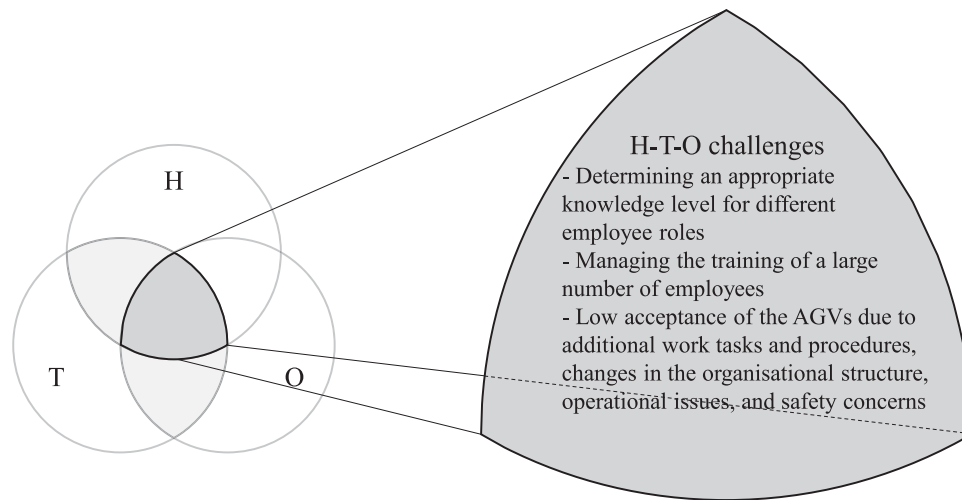 H
T
O
H-T-O challenges
- Determining an appropriate
knowledge level for different
employee roles
- Managing the training of a large
number of employees
- Low acceptance of the AGVs due to
additional work tasks and procedures,
changes in the organisational structure,
operational issues, and safety concerns